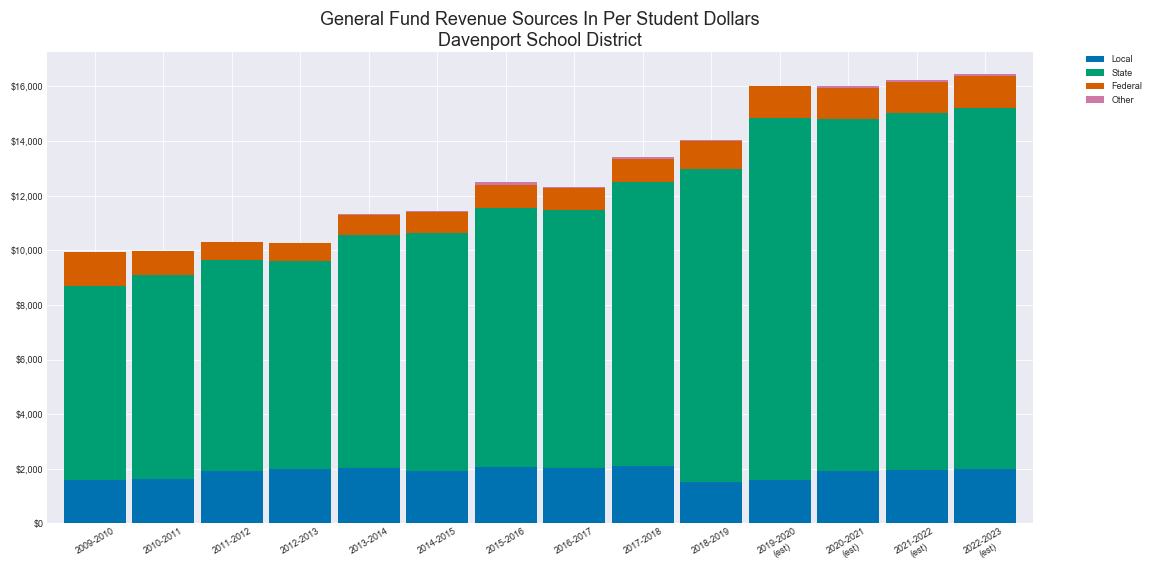 General Fund Revenue Sources In Per Student Dollars
Davenport School District
Local
State
Federal
Other
$16,000
$14,000
$12,000
$10,000
$8,000
$6,000
$4,000
$2,000
$0
2009-2010
2010-2011
2011-2012
2012-2013
2013-2014
2014-2015
2015-2016
2016-2017
2017-2018
2018-2019
2019-2020
(est)
2020-2021
(est)
2021-2022
(est)
2022-2023
(est)